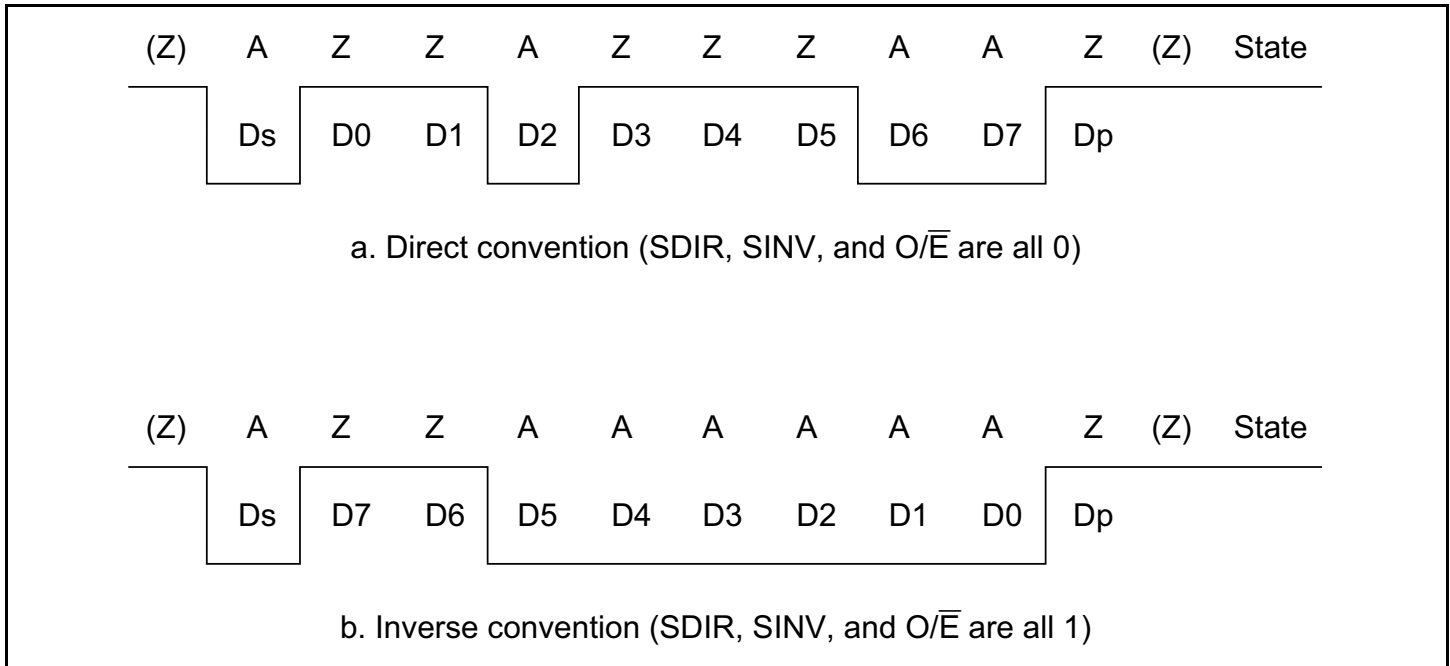 (Z) A Z Z A Z Z Z A A Z (Z) State
Ds D0 D1 D2 D3 D4 D5 D6 D7 Dp
a. Direct convention (SDIR, SINV, and O/E̅ are all 0)
(Z) A Z Z A A A A A A Z (Z) State
Ds D7 D6 D5 D4 D3 D2 D1 D0 Dp
b. Inverse convention (SDIR, SINV, and O/E̅ are all 1)